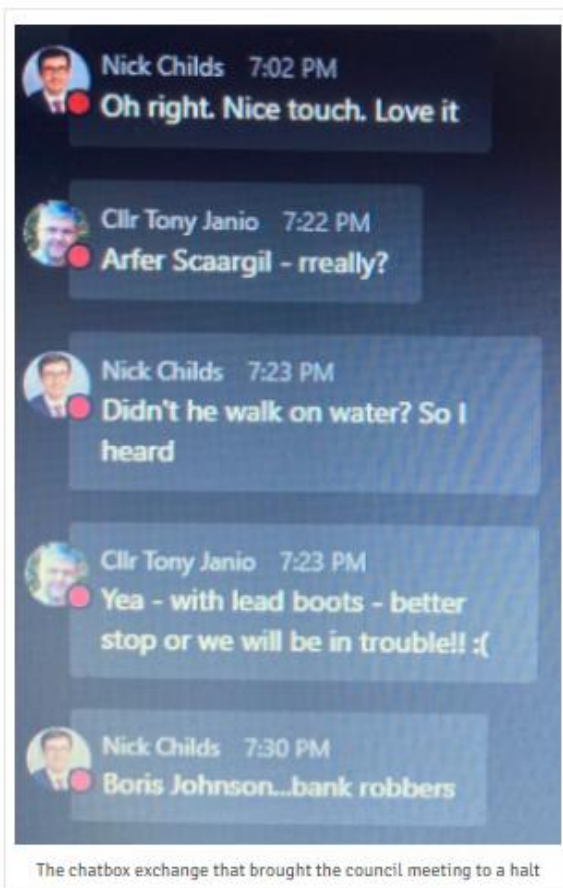 Nick Childs 7:02 PM
Oh right. Nice touch. Love it
Cllr Tony Janio 7:22 PM
Arfer Scaargil - rreally?
Nick Childs 7:23 PM
Didn't he walk on water? So I
heard
Cllr Tony Janio 7:23 PM
Yea - with lead boots - better
stop or we will be in trouble!! :(
Nick Childs 7:30 PM
Boris Johnson...bank robbers
The chatbox exchange that brought the council meeting to a halt